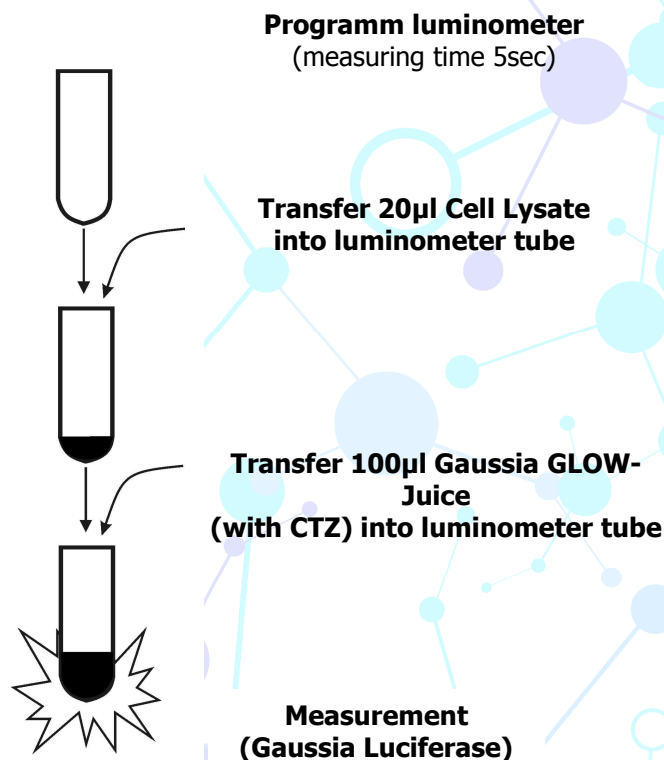 Programm luminometer
(measuring time 5sec)
Transfer 20µl Cell Lysate
into luminometer tube
Transfer 100µl Gaussia GLOW-
Juice
(with CTZ) into luminometer tube
Measurement
(Gaussia Luciferase)